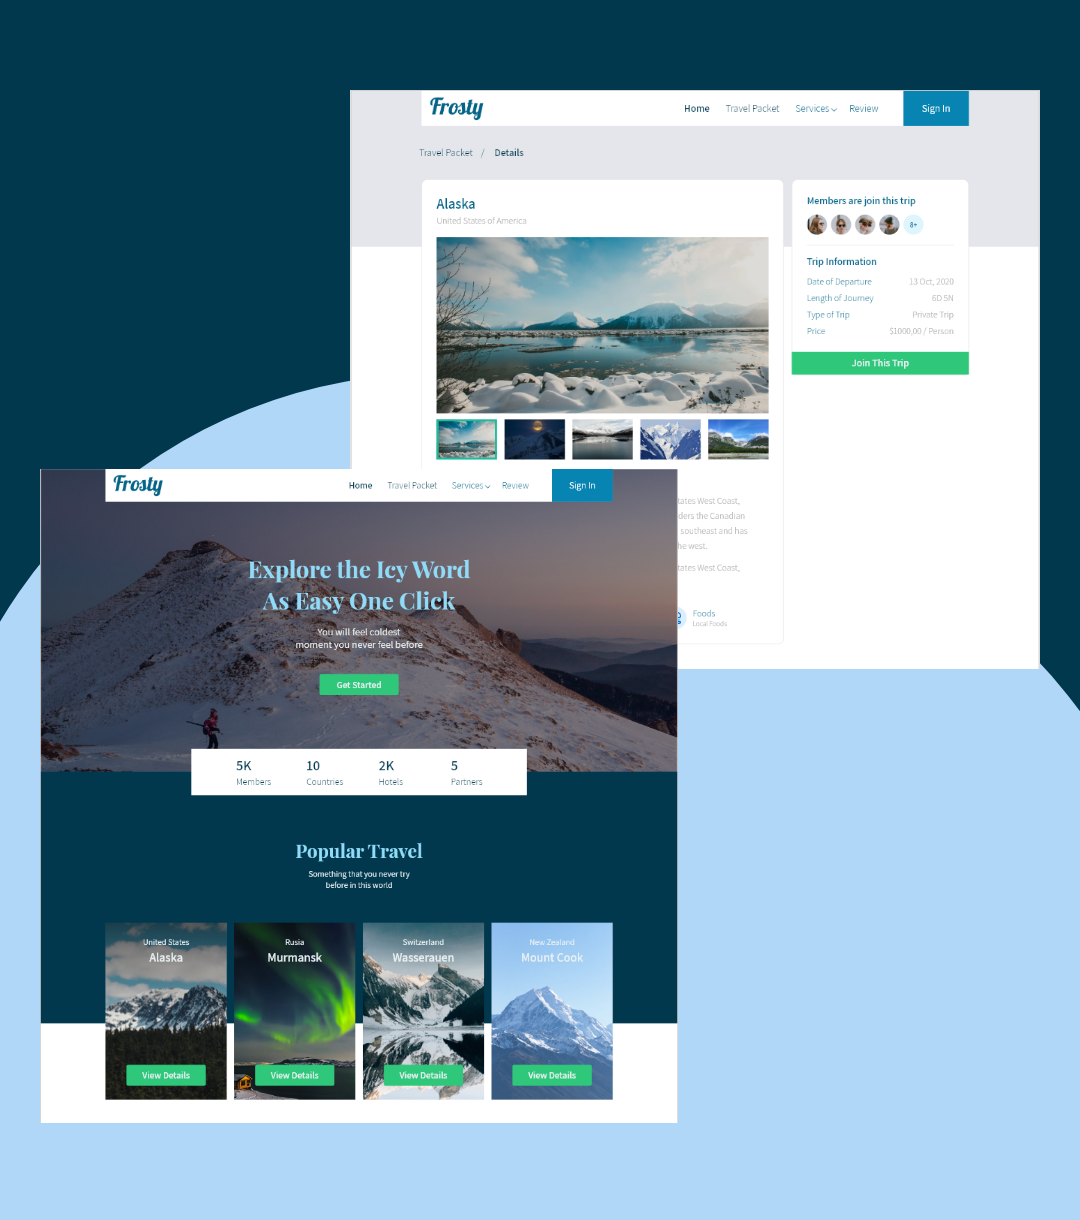 Frosty
Home Travel Packet Services Review Sign In
Travel Packet / Details
Alaska
United States of America
Members are join this trip
8+
Trip Information
Date of Departure 13 Oct, 2020
Length of Journey 6D 5N
Type of Trip Private Trip
Price $1000,00 / Person
Join This Trip
tates West Coast,
ders the Canadian
southeast and has
he west.
tates West Coast,
Foods
Local Foods
Frosty
Home Travel Packet Services Review Sign In
Explore the Icy Word
As Easy One Click
You will feel coldest
moment you never feel before
Get Started
5K 10 2K 5
Members Countries Hotels Partners
Popular Travel
Something that you never try
before in this world
United States
Alaska
View Details
Rusia
Murmansk
View Details
Switzerland
Wasserauen
View Details
New Zealand
Mount Cook
View Details